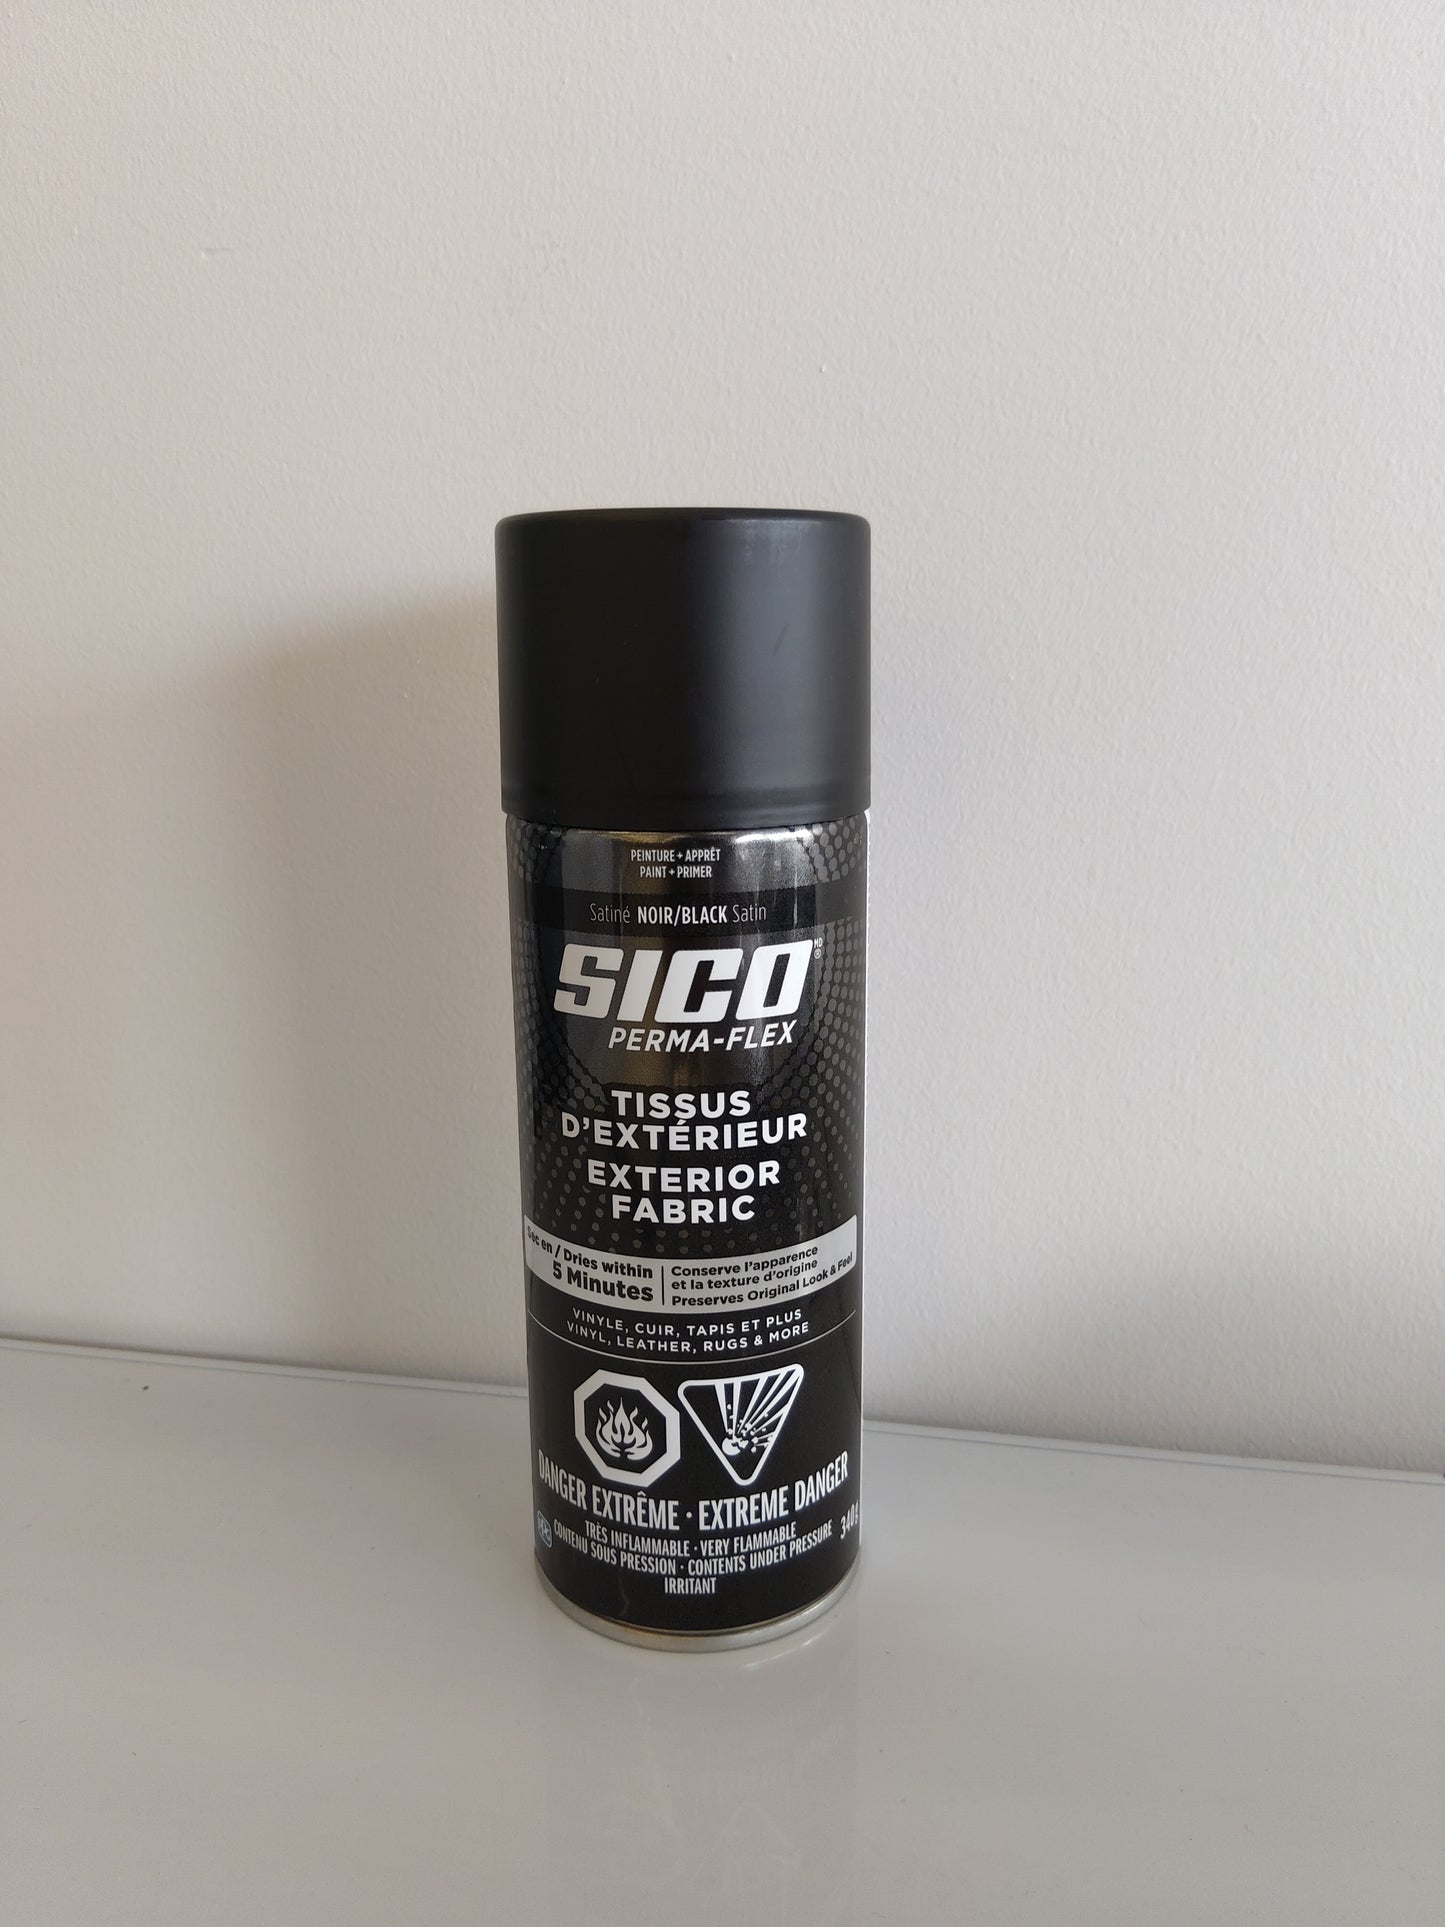 PEINTURE + APPRÊT
PAINT + PRIMER
Satiné NOIR/BLACK Satin
SICO MD ®
PERMA-FLEX
TISSUS
D'EXTÉRIEUR
EXTERIOR
FABRIC
Sec en / Dries within
5 Minutes
Conserve l'apparence
et la texture d'origine
Preserves Original Look & Feel
VINYLE, CUIR, TAPIS ET PLUS
VINYL, LEATHER, RUGS & MORE
DANGER EXTRÊME · EXTREME DANGER
TRÈS INFLAMMABLE · VERY FLAMMABLE
CONTENU SOUS PRESSION · CONTENTS UNDER PRESSURE
IRRITANT
PPG
340 g